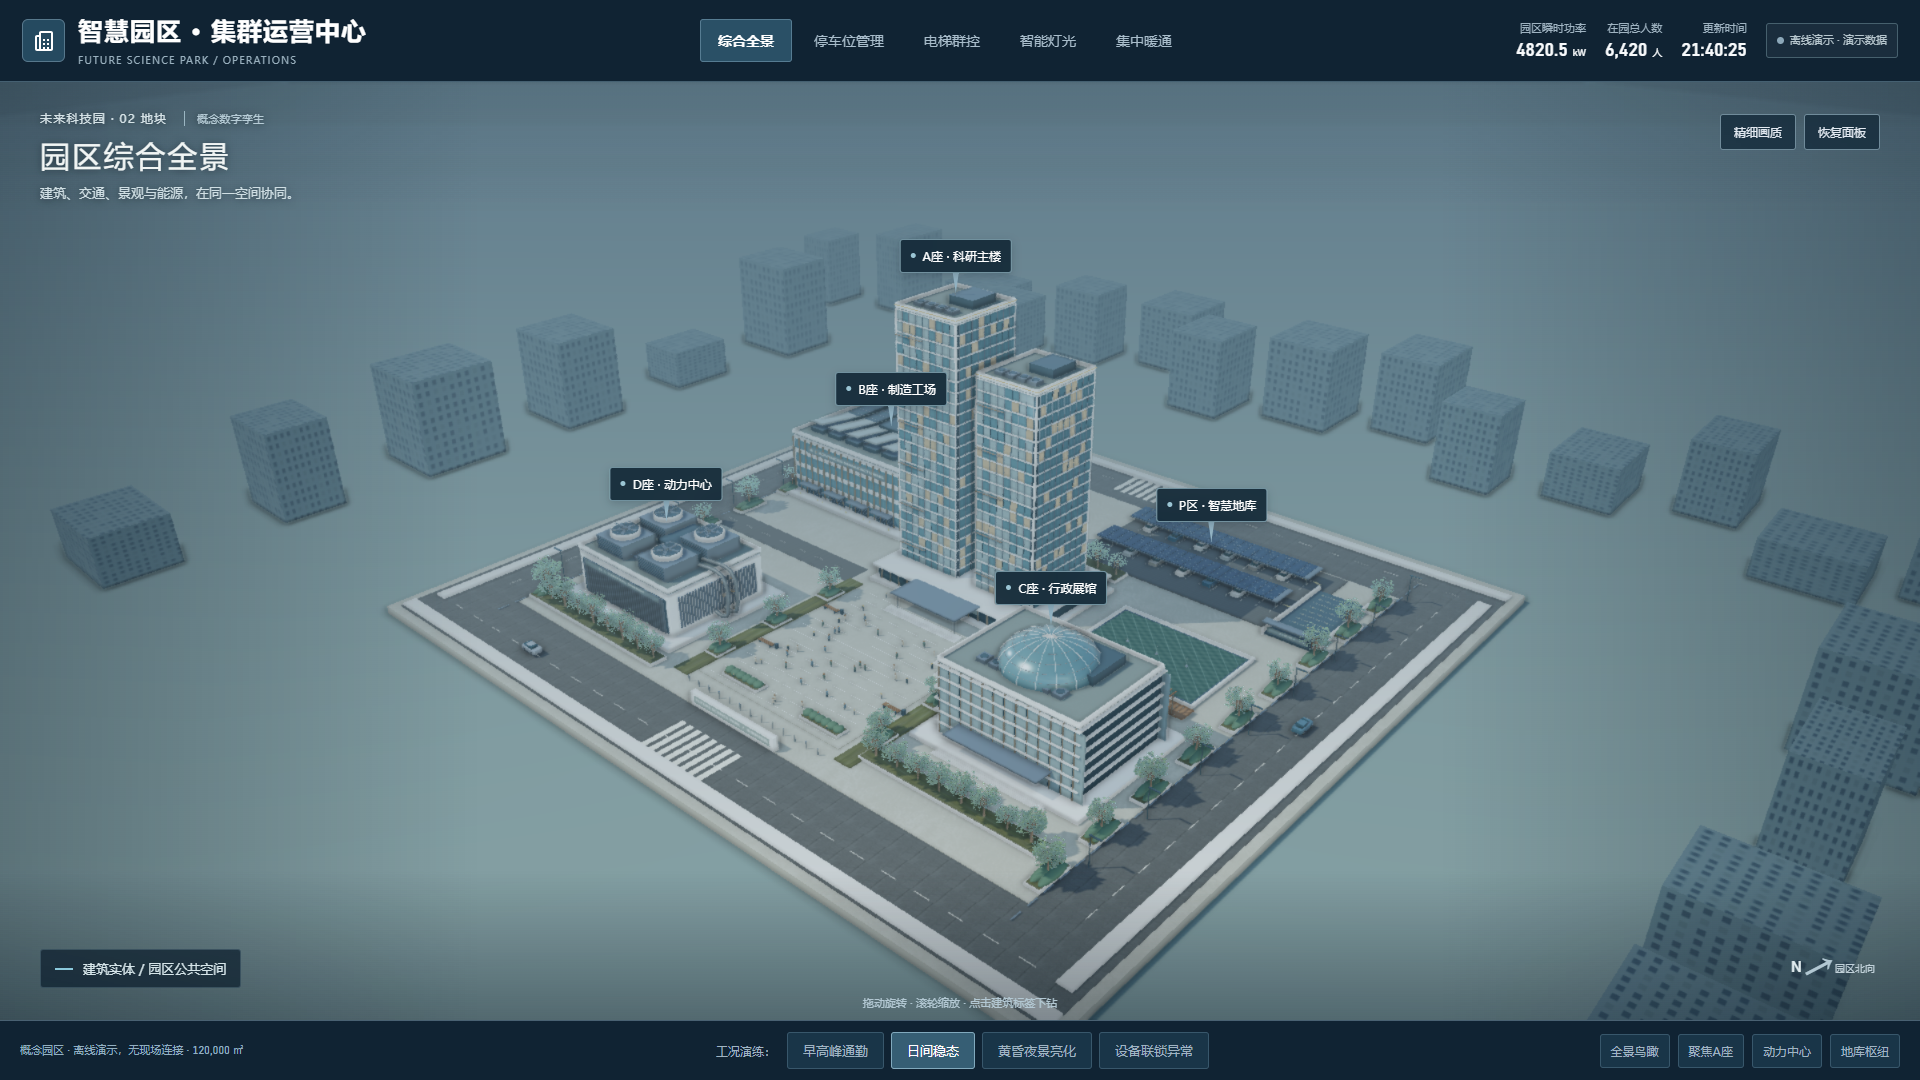 智慧园区 • 集群运营中心
FUTURE SCIENCE PARK / OPERATIONS
综合全景
停车位管理
电梯群控
智能灯光
集中暖通
园区瞬时功率
4820.5 kW
在园总人数
6,420 人
更新时间
21:40:25
离线演示 · 演示数据
未来科技园 · 02 地块
概念数字孪生
园区综合全景
建筑、交通、景观与能源，在同一空间协同。
精细画质
恢复面板
A座 · 科研主楼
B座 · 制造工场
D座 · 动力中心
P区 · 智慧地库
C座 · 行政展馆
建筑实体 / 园区公共空间
N
园区北向
拖动旋转 · 滚轮缩放 · 点击建筑标签下钻
概念园区 · 离线演示，无现场连接 · 120,000 ㎡
工况演练：
早高峰通勤
日间稳态
黄昏夜景亮化
设备联锁异常
全景鸟瞰
聚焦A座
动力中心
地库枢纽